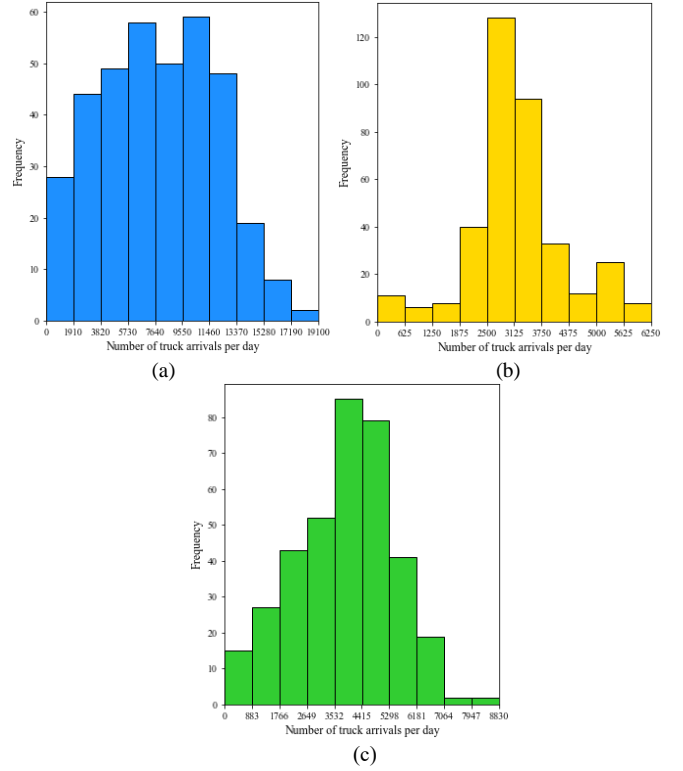 60
50
40
30
20
10
0
Frequency
0 1910 3820 5730 7640 9550 11460 13370 15280 17190 19100
Number of truck arrivals per day
(a)
120
100
80
60
40
20
0
Frequency
0 625 1250 1875 2500 3125 3750 4375 5000 5625 6250
Number of truck arrivals per day
(b)
80
70
60
50
40
30
20
10
0
Frequency
0 883 1766 2649 3532 4415 5298 6181 7064 7947 8830
Number of truck arrivals per day
(c)